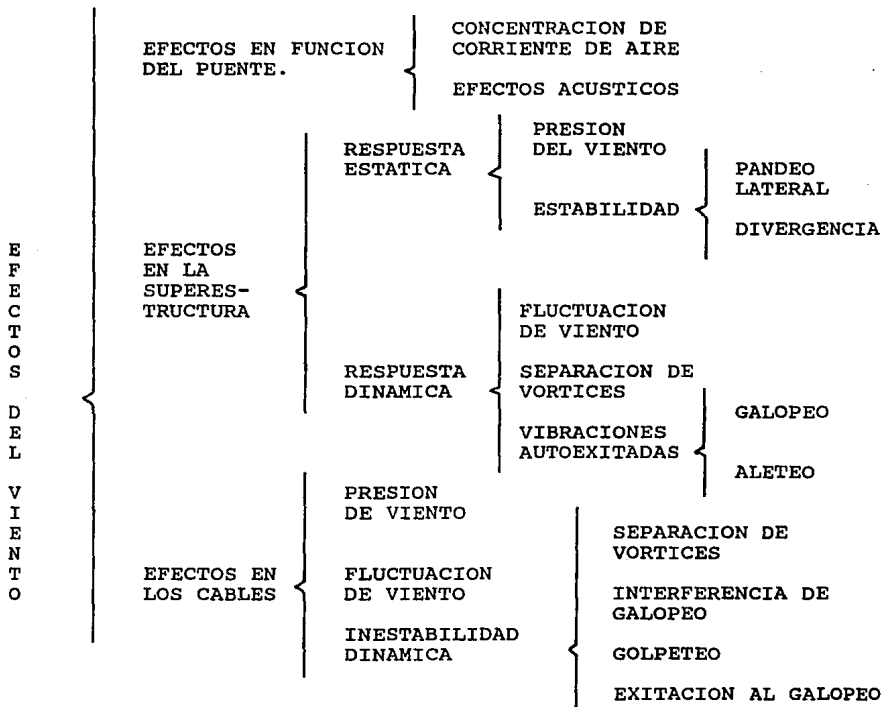 EFECTOS DEL VIENTO
EFECTOS EN FUNCION
DEL PUENTE.
CONCENTRACION DE
CORRIENTE DE AIRE
EFECTOS ACUSTICOS
EFECTOS
EN LA
SUPERES-
TRUCTURA
RESPUESTA
ESTATICA
PRESION
DEL VIENTO
ESTABILIDAD
PANDEO
LATERAL
DIVERGENCIA
RESPUESTA
DINAMICA
FLUCTUACION
DE VIENTO
SEPARACION DE
VORTICES
VIBRACIONES
AUTOEXITADAS
GALOPEO
ALETEO
EFECTOS EN
LOS CABLES
PRESION
DE VIENTO
FLUCTUACION
DE VIENTO
INESTABILIDAD
DINAMICA
SEPARACION DE
VORTICES
INTERFERENCIA DE
GALOPEO
GOLPETEO
EXITACION AL GALOPEO